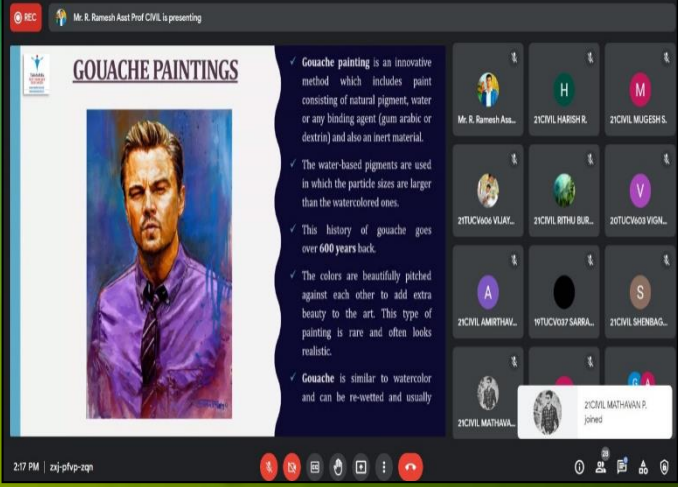 REC
Mr. R. Ramesh Asst Prof CIVIL is presenting
GOUACHE PAINTINGS
✓ Gouache painting is an innovative
method which includes paint
consisting of natural pigment, water
or any binding agent (gum arabic or
dextrin) and also an inert material.
✓ The water-based pigments are used
in which the particle sizes are larger
than the watercolored ones.
✓ This history of gouache goes
over 600 years back.
✓ The colors are beautifully pitched
against each other to add extra
beauty to the art. This type of
painting is rare and often looks
realistic.
✓ Gouache is similar to watercolor
and can be re-wetted and usually
Mr. R. Ramesh Ass...
H
21CIVIL HARISH R.
M
21CIVIL MUGESH S.
21TUCV606 VIJAY...
21CIVIL RITHU BUR...
V
20TUCV603 VIGN...
A
21CIVIL AMIRTHAV...
19TUCV037 SARRA...
S
21CIVIL SHENBAG...
21CIVIL MATHAVA...
G A
21CIVIL MATHAVAN P.
joined
2:17 PM | zxj-pfvp-zqn
28